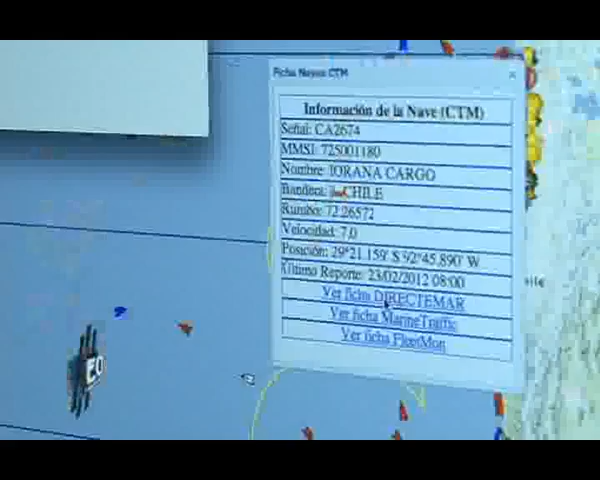 Ficha Naves CTM
Información de la Nave (CTM)
Señal: CA2674
MMSI: 725001180
Nombre: IORANA CARGO
Bandera: CHILE
Rumbo: 72.26572
Velocidad: 7.0
Posición: 29°21.159' S 92°45.890' W
Último Reporte: 23/02/2012 08:00
Ver ficha DIRECTEMAR
Ver ficha MarineTraffic
Ver ficha FleetMon
EO